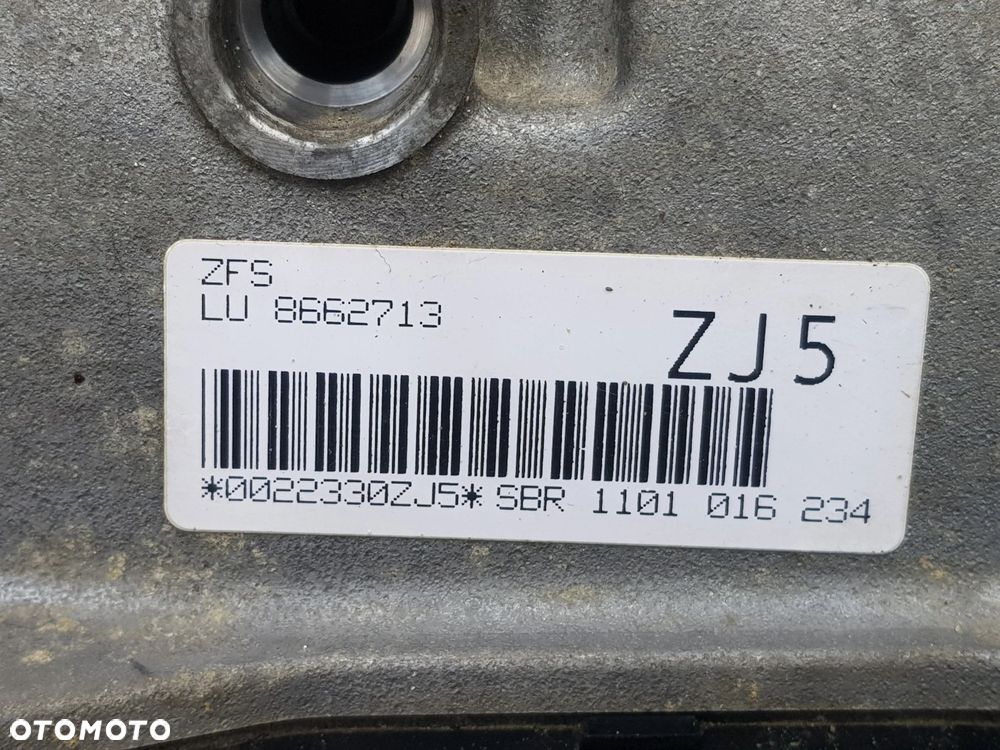 ZFS
LU 8662713
ZJ5
*0022330ZJ5* SBR 1101 016 234
OTOMOTO